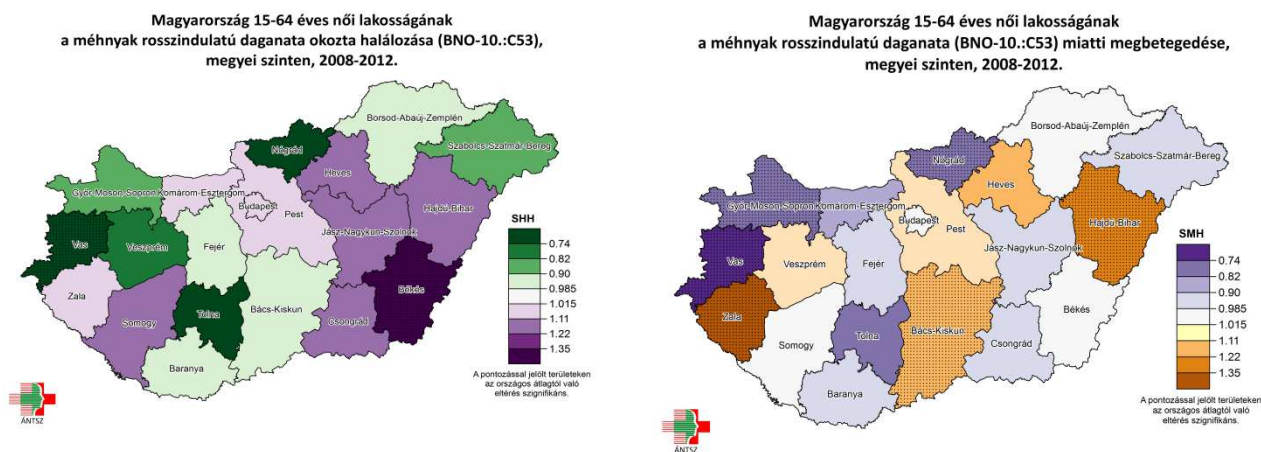 Magyarország 15-64 éves női lakosságának
a méhnyak rosszindulatú daganata okozta halálozása (BNO-10.:C53),
megyei szinten, 2008-2012.
Borsod-Abaúj-Zemplén
Nógrád
Szabolcs-Szatmár-Bereg
Heves
Győr-Moson-Sopron
Komárom-Esztergom
Budapest
Pest
Hajdú-Bihar
Jász-Nagykun-Szolnok
Vas
Veszprém
Fejér
Zala
Békés
Somogy
Tolna
Bács-Kiskun
Csongrád
Baranya
SHH
0.74
0.82
0.90
0.985
1.015
1.11
1.22
1.35
A pontozással jelölt területeken
az országos átlagtól való
eltérés szignifikáns.
ÁNTSZ
Magyarország 15-64 éves női lakosságának
a méhnyak rosszindulatú daganata (BNO-10.:C53) miatti megbetegedése,
megyei szinten, 2008-2012.
Borsod-Abaúj-Zemplén
Nógrád
Szabolcs-Szatmár-Bereg
Heves
Győr-Moson-Sopron
Komárom-Esztergom
Budapest
Pest
Hajdú-Bihar
Jász-Nagykun-Szolnok
Vas
Veszprém
Fejér
Zala
Békés
Somogy
Tolna
Bács-Kiskun
Csongrád
Baranya
SMH
0.74
0.82
0.90
0.985
1.015
1.11
1.22
1.35
A pontozással jelölt területeken
az országos átlagtól való
eltérés szignifikáns.
ÁNTSZ